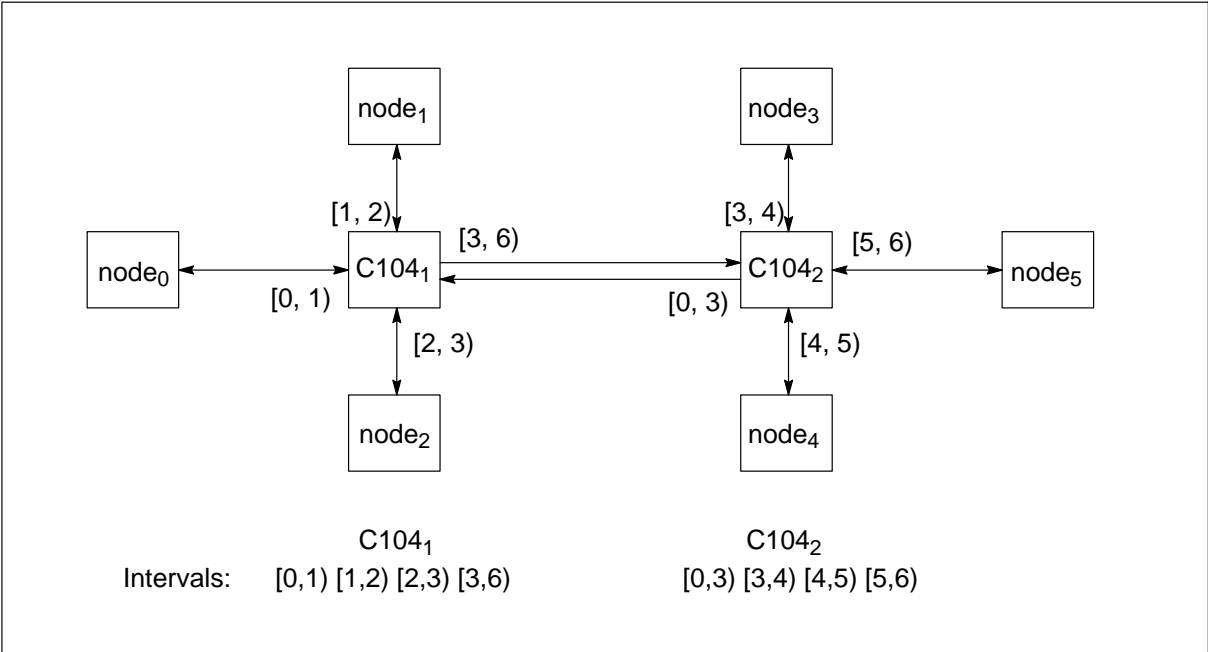 node1
node3
[1, 2)
[3, 4)
[3, 6)
[5, 6)
node0
C1041
C1042
node5
[0, 1)
[0, 3)
[2, 3)
[4, 5)
node2
node4
C1041
C1042
Intervals: [0,1) [1,2) [2,3) [3,6)
[0,3) [3,4) [4,5) [5,6)